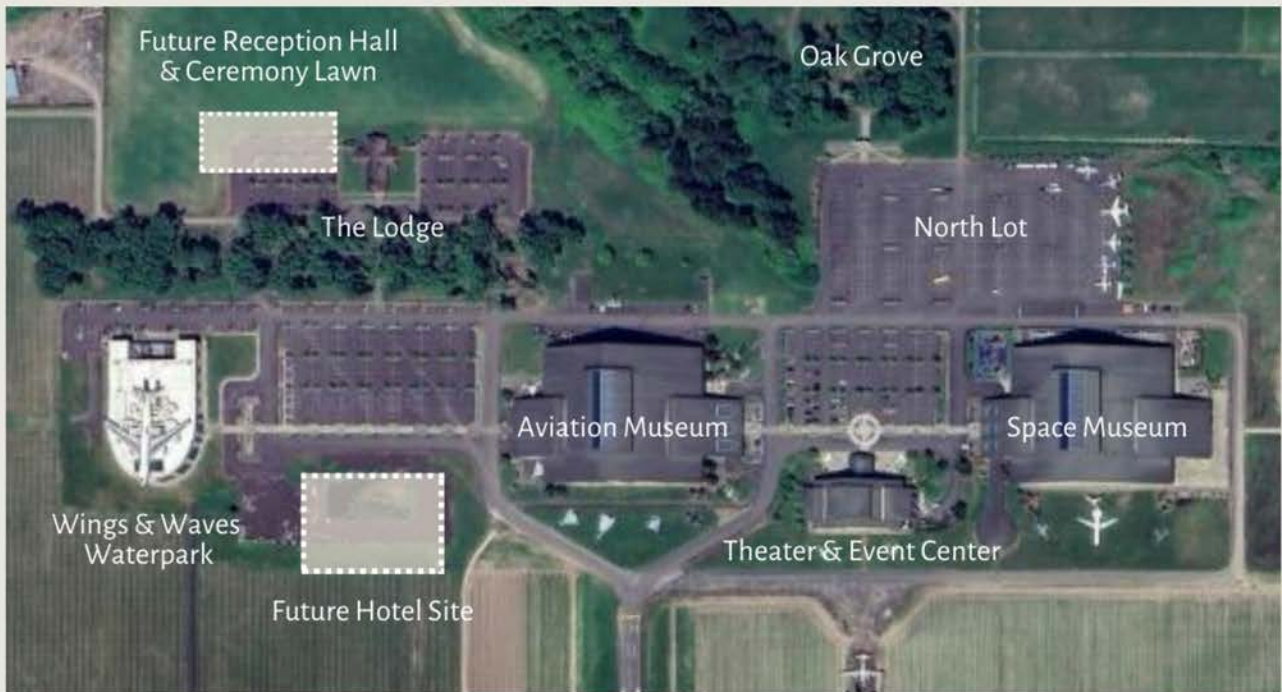 Future Reception Hall
& Ceremony Lawn
Oak Grove
The Lodge
North Lot
Aviation Museum
Space Museum
Wings & Waves
Waterpark
Theater & Event Center
Future Hotel Site